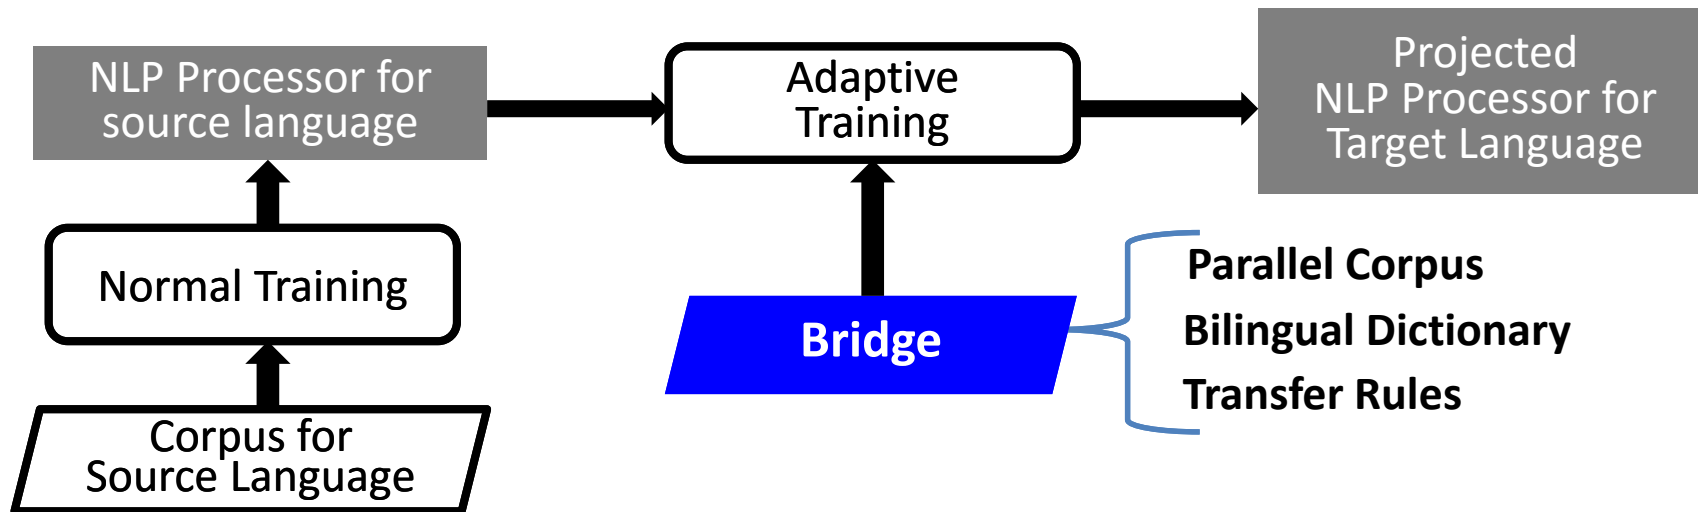 NLP Processor for
source language
Adaptive
Training
Projected
NLP Processor for
Target Language
Normal Training
Bridge
Parallel Corpus
Bilingual Dictionary
Transfer Rules
Corpus for
Source Language